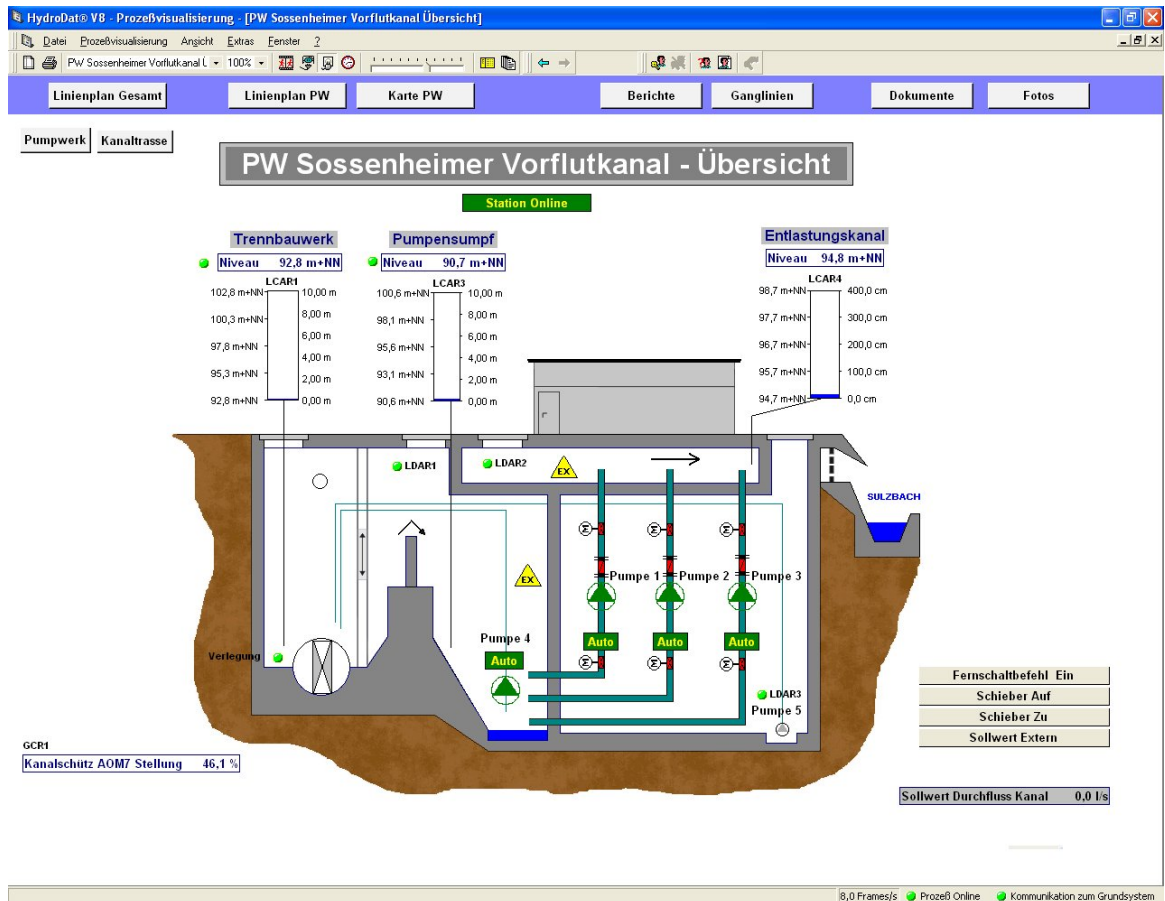 HydroDat® V8 - Prozeßvisualisierung - [PW Sossenheimer Vorflutkanal Übersicht]
Datei Prozeßvisualisierung Ansicht Extras Fenster ?
PW Sossenheimer Vorflutkanal Ü 100%
Linienplan Gesamt Linienplan PW Karte PW Berichte Ganglinien Dokumente Fotos
Pumpwerk Kanaltrasse
PW Sossenheimer Vorflutkanal - Übersicht
Station Online
Trennbauwerk Pumpensumpf Entlastungskanal
Niveau 92,8 m+NN Niveau 90,7 m+NN Niveau 94,8 m+NN
LCAR1 LCAR3 LCAR4
102,8 m+NN 10,00 m 100,6 m+NN 10,00 m 98,7 m+NN 400,0 cm
100,3 m+NN 8,00 m 98,1 m+NN 8,00 m 97,7 m+NN 300,0 cm
97,8 m+NN 6,00 m 95,6 m+NN 6,00 m 96,7 m+NN 200,0 cm
4,00 m 4,00 m
95,3 m+NN 2,00 m 93,1 m+NN 2,00 m 95,7 m+NN 100,0 cm
92,8 m+NN 0,00 m 90,6 m+NN 0,00 m 94,7 m+NN 0,0 cm
LDAR1 LDAR2 EX
SULZBACH
Σ Σ Σ
EX Pumpe 1 Pumpe 2 Pumpe 3
Pumpe 4 Auto Auto Auto
Verlegung Auto Σ Σ Σ
LDAR3
Pumpe 5
Fernschaltbefehl Ein
Schieber Auf
Schieber Zu
Sollwert Extern
GCR1
Kanalschütz AOM7 Stellung 46,1 %
Sollwert Durchfluss Kanal 0,0 l/s
8,0 Frames/s Prozeß Online Kommunikation zum Grundsystem